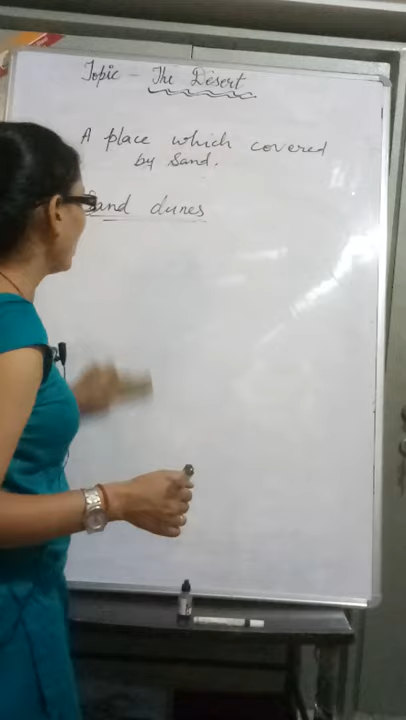 Topic - The Desert
A place which covered
by Sand.
Sand dunes